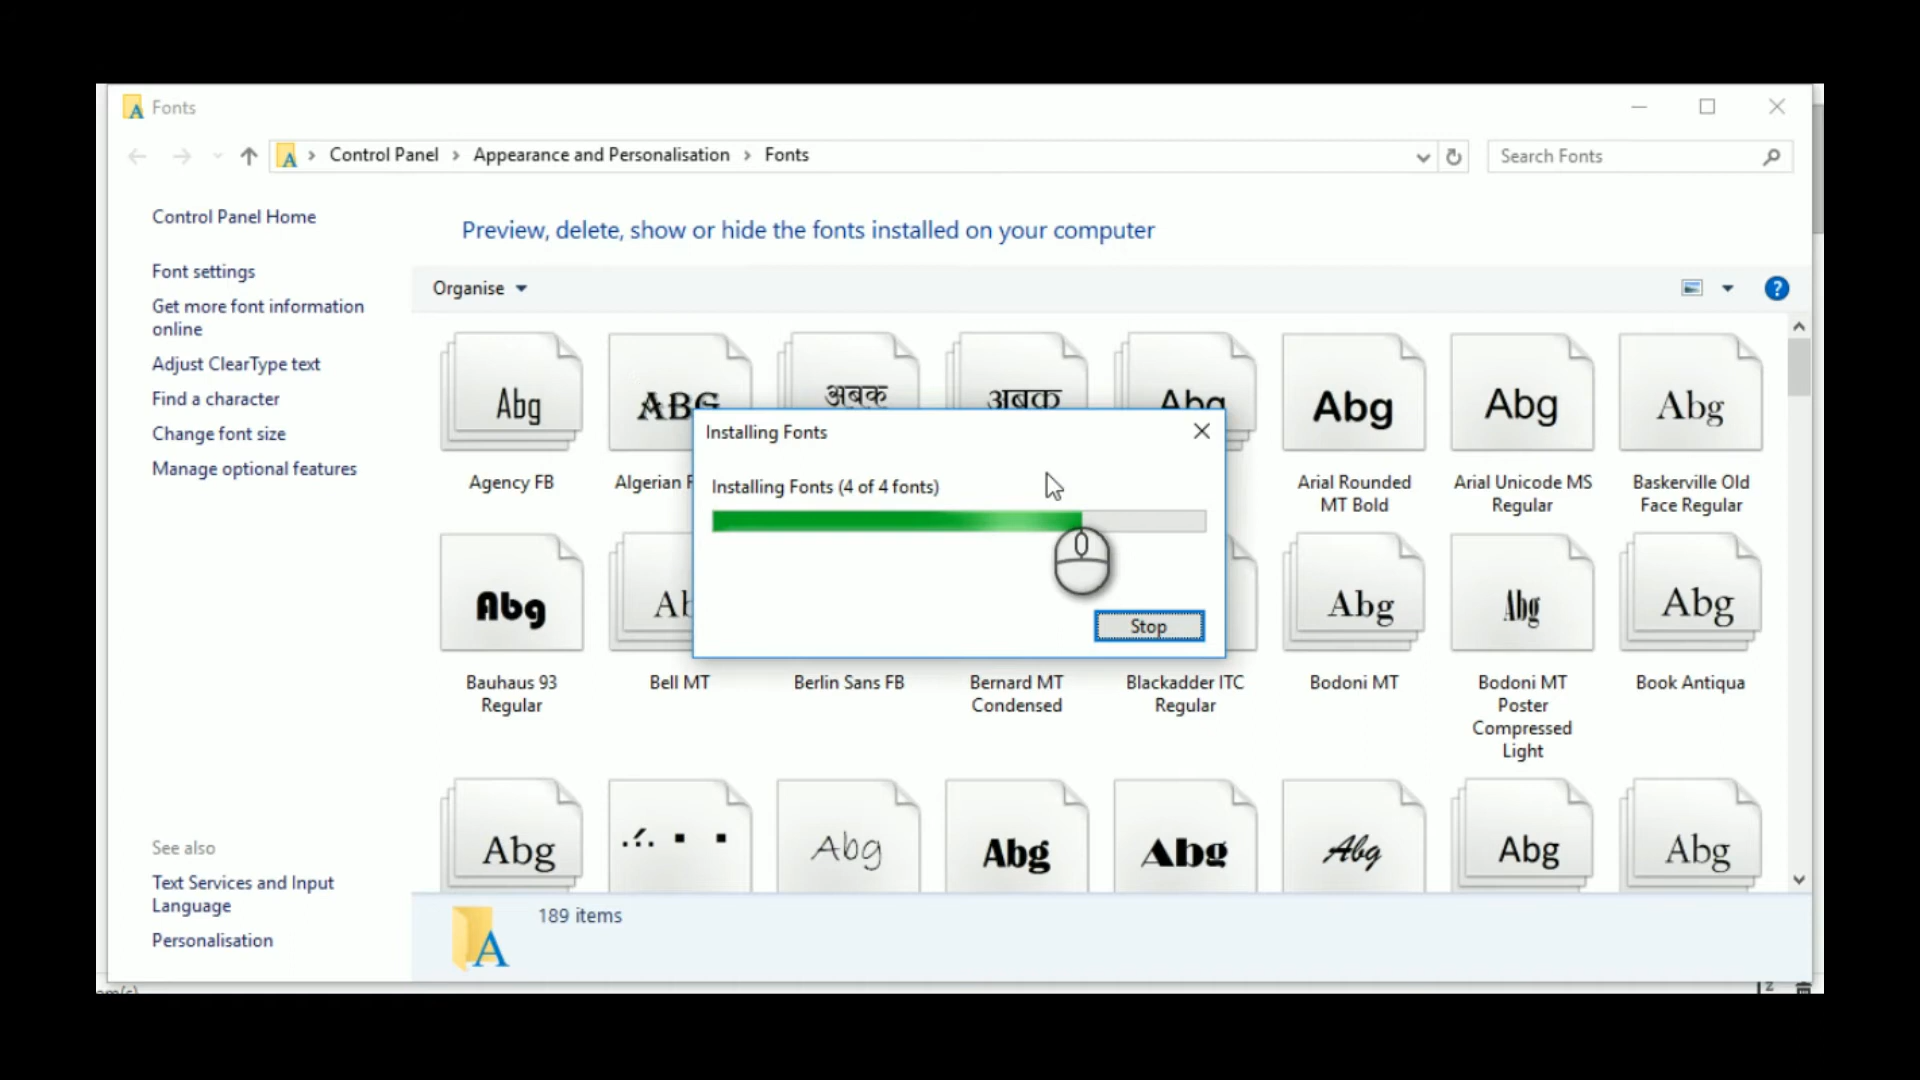 Fonts
Control Panel
Appearance and Personalisation
Fonts
Search Fonts
Control Panel Home
Font settings
Get more font information
online
Adjust ClearType text
Find a character
Change font size
Manage optional features
See also
Text Services and Input
Language
Personalisation
Preview, delete, show or hide the fonts installed on your computer
Organise
Abg
ABG
अबक
अबक
Abg
Abg
Abg
Abg
Agency FB
Algerian
Arial Rounded
MT Bold
Arial Unicode MS
Regular
Baskerville Old
Face Regular
Installing Fonts
Installing Fonts (4 of 4 fonts)
Stop
Abg
Ab
Abg
Abg
Abg
Bauhaus 93
Regular
Bell MT
Berlin Sans FB
Bernard MT
Condensed
Blackadder ITC
Regular
Bodoni MT
Bodoni MT
Poster
Compressed
Light
Book Antiqua
Abg
Abg
Abg
Abg
Abg
Abg
Abg
189 items